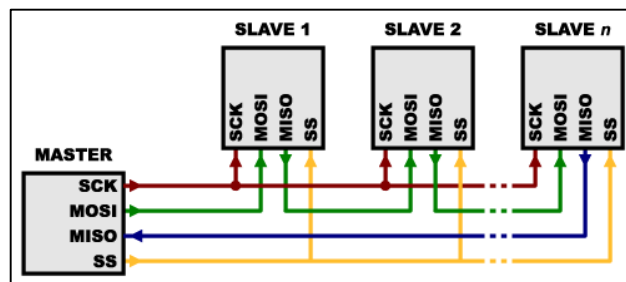 SLAVE 1
SLAVE 2
SLAVE n
SCK MOSI MISO SS
SCK MOSI MISO SS
SCK MOSI MISO SS
MASTER
SCK
MOSI
MISO
SS